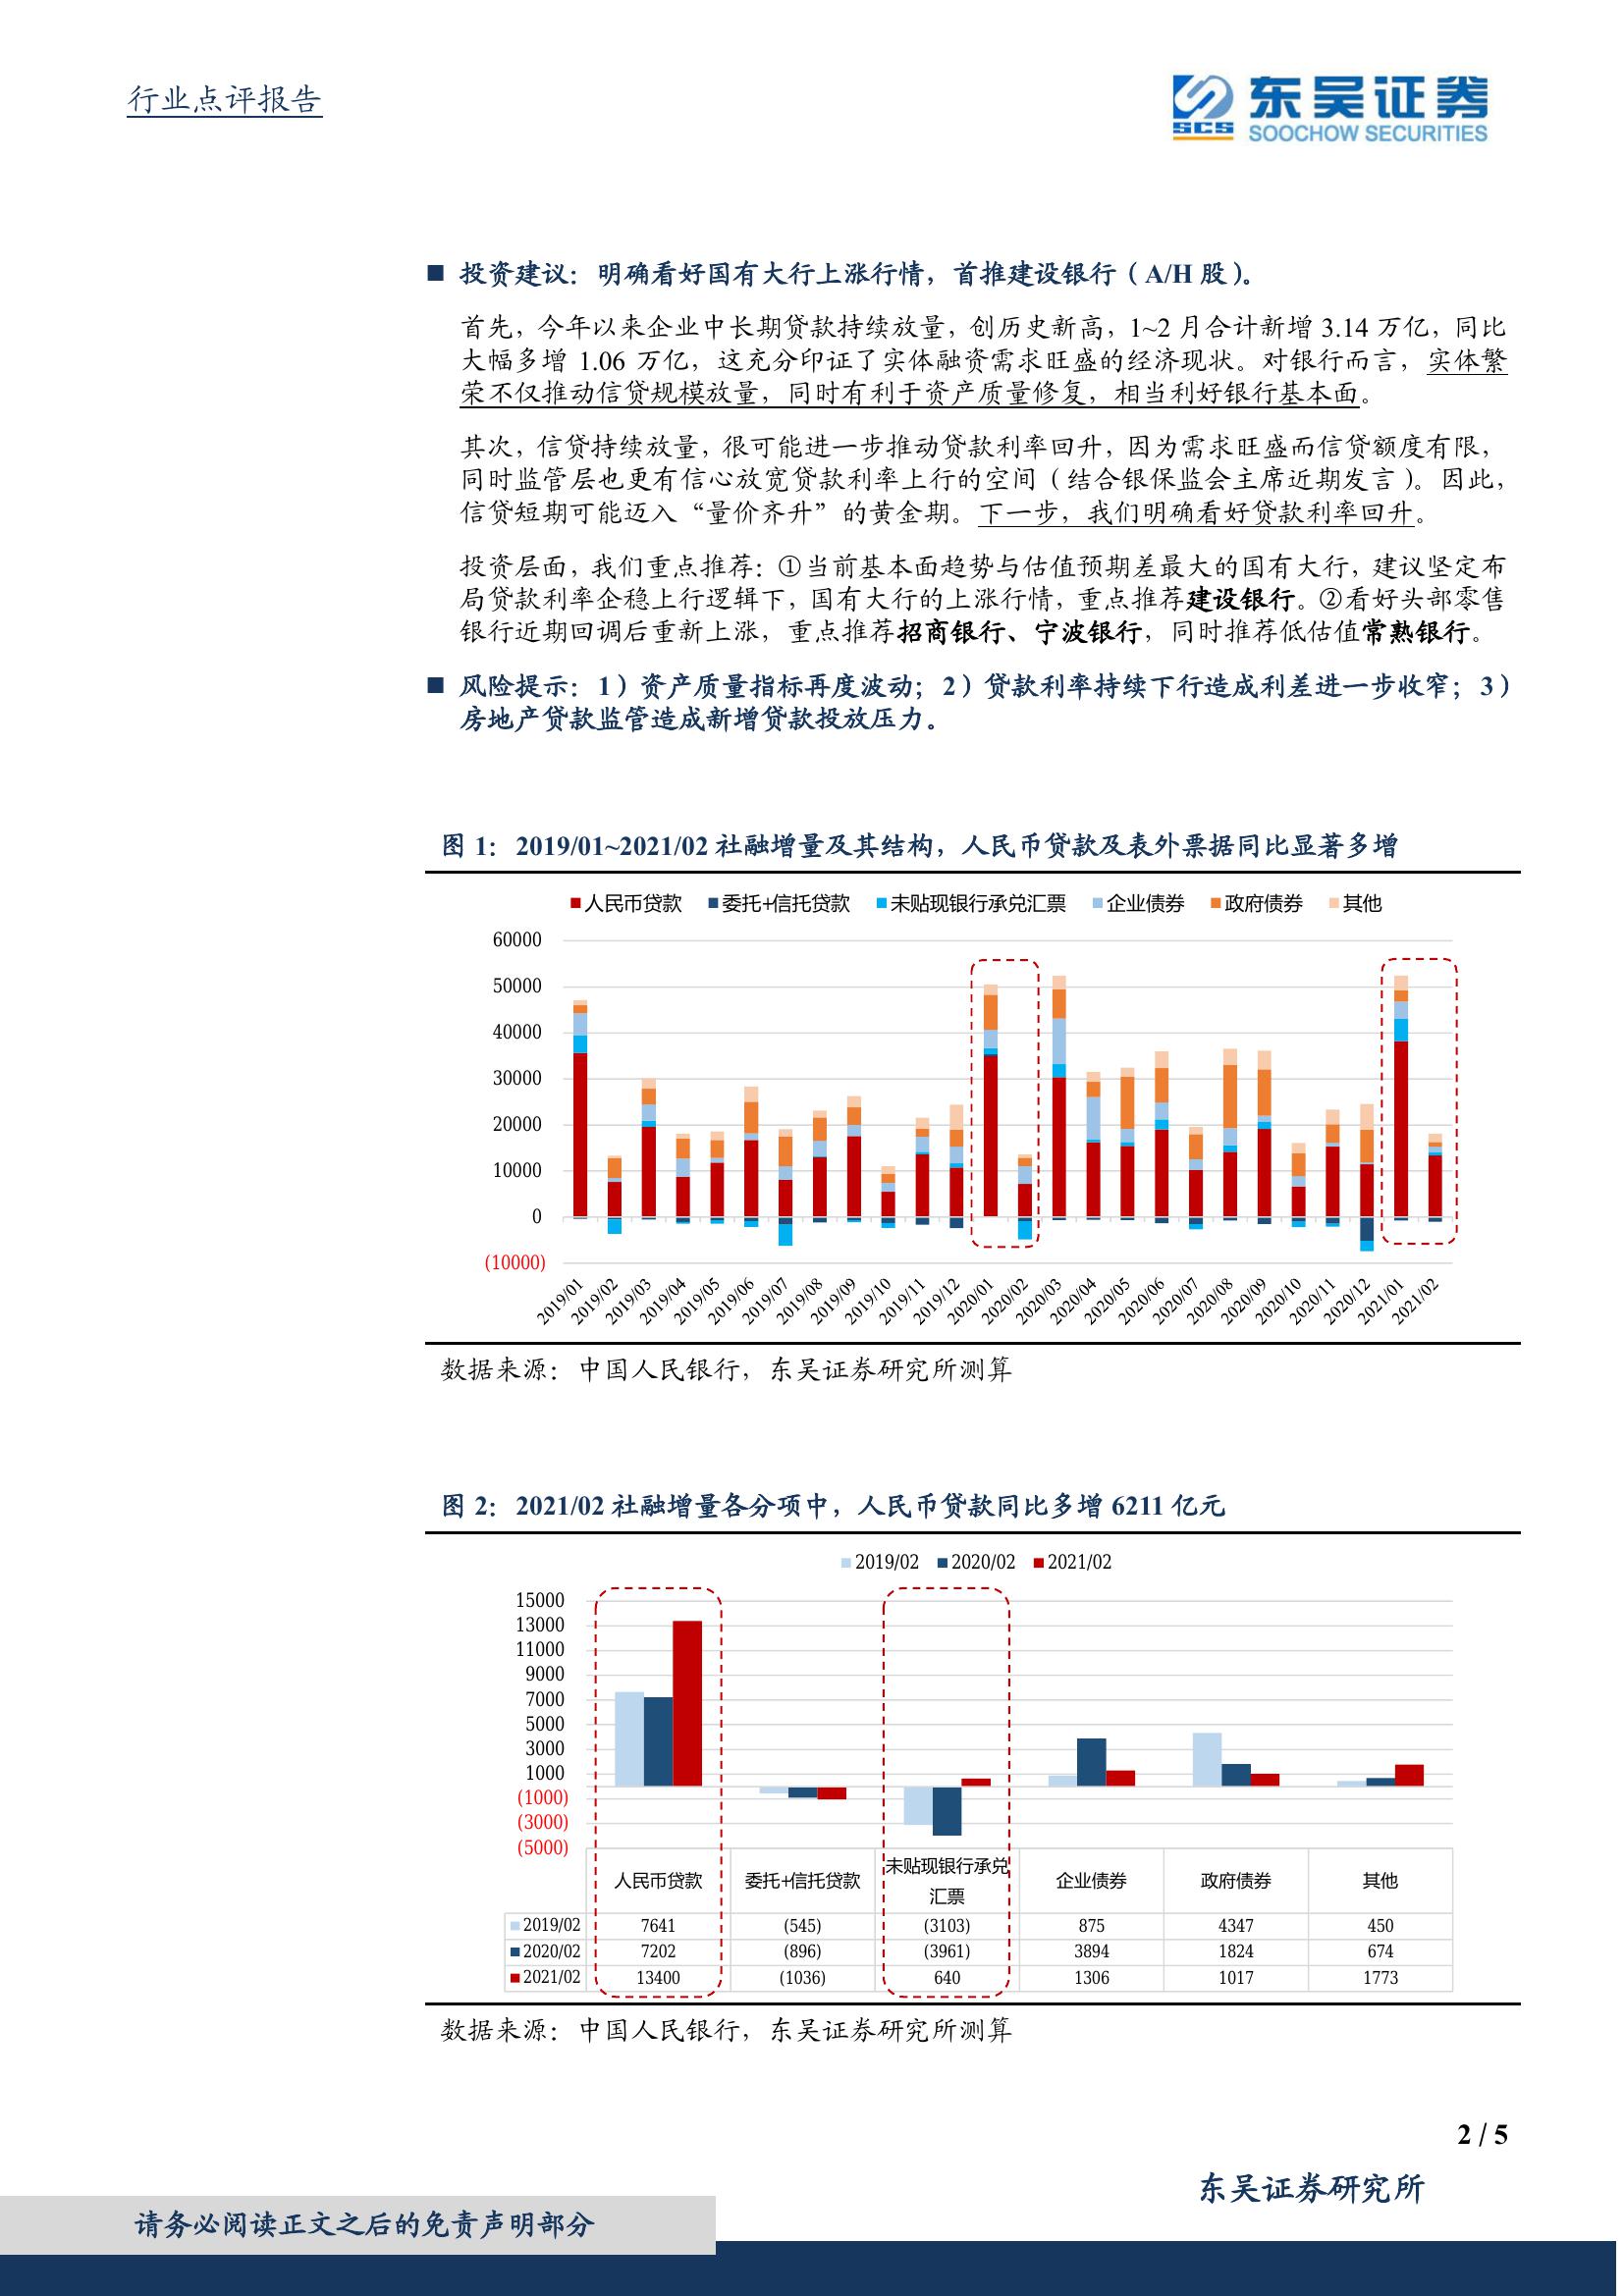 行业点评报告
SCS
东吴证券
SOOCHOW SECURITIES
■ 投资建议：明确看好国有大行上涨行情，首推建设银行（A/H 股）。
首先，今年以来企业中长期贷款持续放量，创历史新高，1~2 月合计新增 3.14 万亿，同比
大幅多增 1.06 万亿，这充分印证了实体融资需求旺盛的经济现状。对银行而言，实体繁
荣不仅推动信贷规模放量，同时有利于资产质量修复，相当利好银行基本面。
其次，信贷持续放量，很可能进一步推动贷款利率回升，因为需求旺盛而信贷额度有限，
同时监管层也更有信心放宽贷款利率上行的空间（结合银保监会主席近期发言）。因此，
信贷短期可能迈入“量价齐升”的黄金期。下一步，我们明确看好贷款利率回升。
投资层面，我们重点推荐：①当前基本面趋势与估值预期差最大的国有大行，建议坚定布
局贷款利率企稳上行逻辑下，国有大行的上涨行情，重点推荐建设银行。②看好头部零售
银行近期回调后重新上涨，重点推荐招商银行、宁波银行，同时推荐低估值常熟银行。
■ 风险提示：1）资产质量指标再度波动；2）贷款利率持续下行造成利差进一步收窄；3）
房地产贷款监管造成新增贷款投放压力。
图 1：2019/01~2021/02 社融增量及其结构，人民币贷款及表外票据同比显著多增
人民币贷款 委托+信托贷款 未贴现银行承兑汇票 企业债券 政府债券 其他
60000
50000
40000
30000
20000
10000
0
(10000)
2019/01 2019/02 2019/03 2019/04 2019/05 2019/06 2019/07 2019/08 2019/09 2019/10 2019/11 2019/12 2020/01 2020/02 2020/03 2020/04 2020/05 2020/06 2020/07 2020/08 2020/09 2020/10 2020/11 2020/12 2021/01 2021/02
数据来源：中国人民银行，东吴证券研究所测算
图 2：2021/02 社融增量各分项中，人民币贷款同比多增 6211 亿元
2019/02 2020/02 2021/02
15000
13000
11000
9000
7000
5000
3000
1000
(1000)
(3000)
(5000)
人民币贷款 委托+信托贷款 未贴现银行承兑 企业债券 政府债券 其他
汇票
2019/02 7641 (545) (3103) 875 4347 450
2020/02 7202 (896) (3961) 3894 1824 674
2021/02 13400 (1036) 640 1306 1017 1773
数据来源：中国人民银行，东吴证券研究所测算
2 / 5
东吴证券研究所
请务必阅读正文之后的免责声明部分